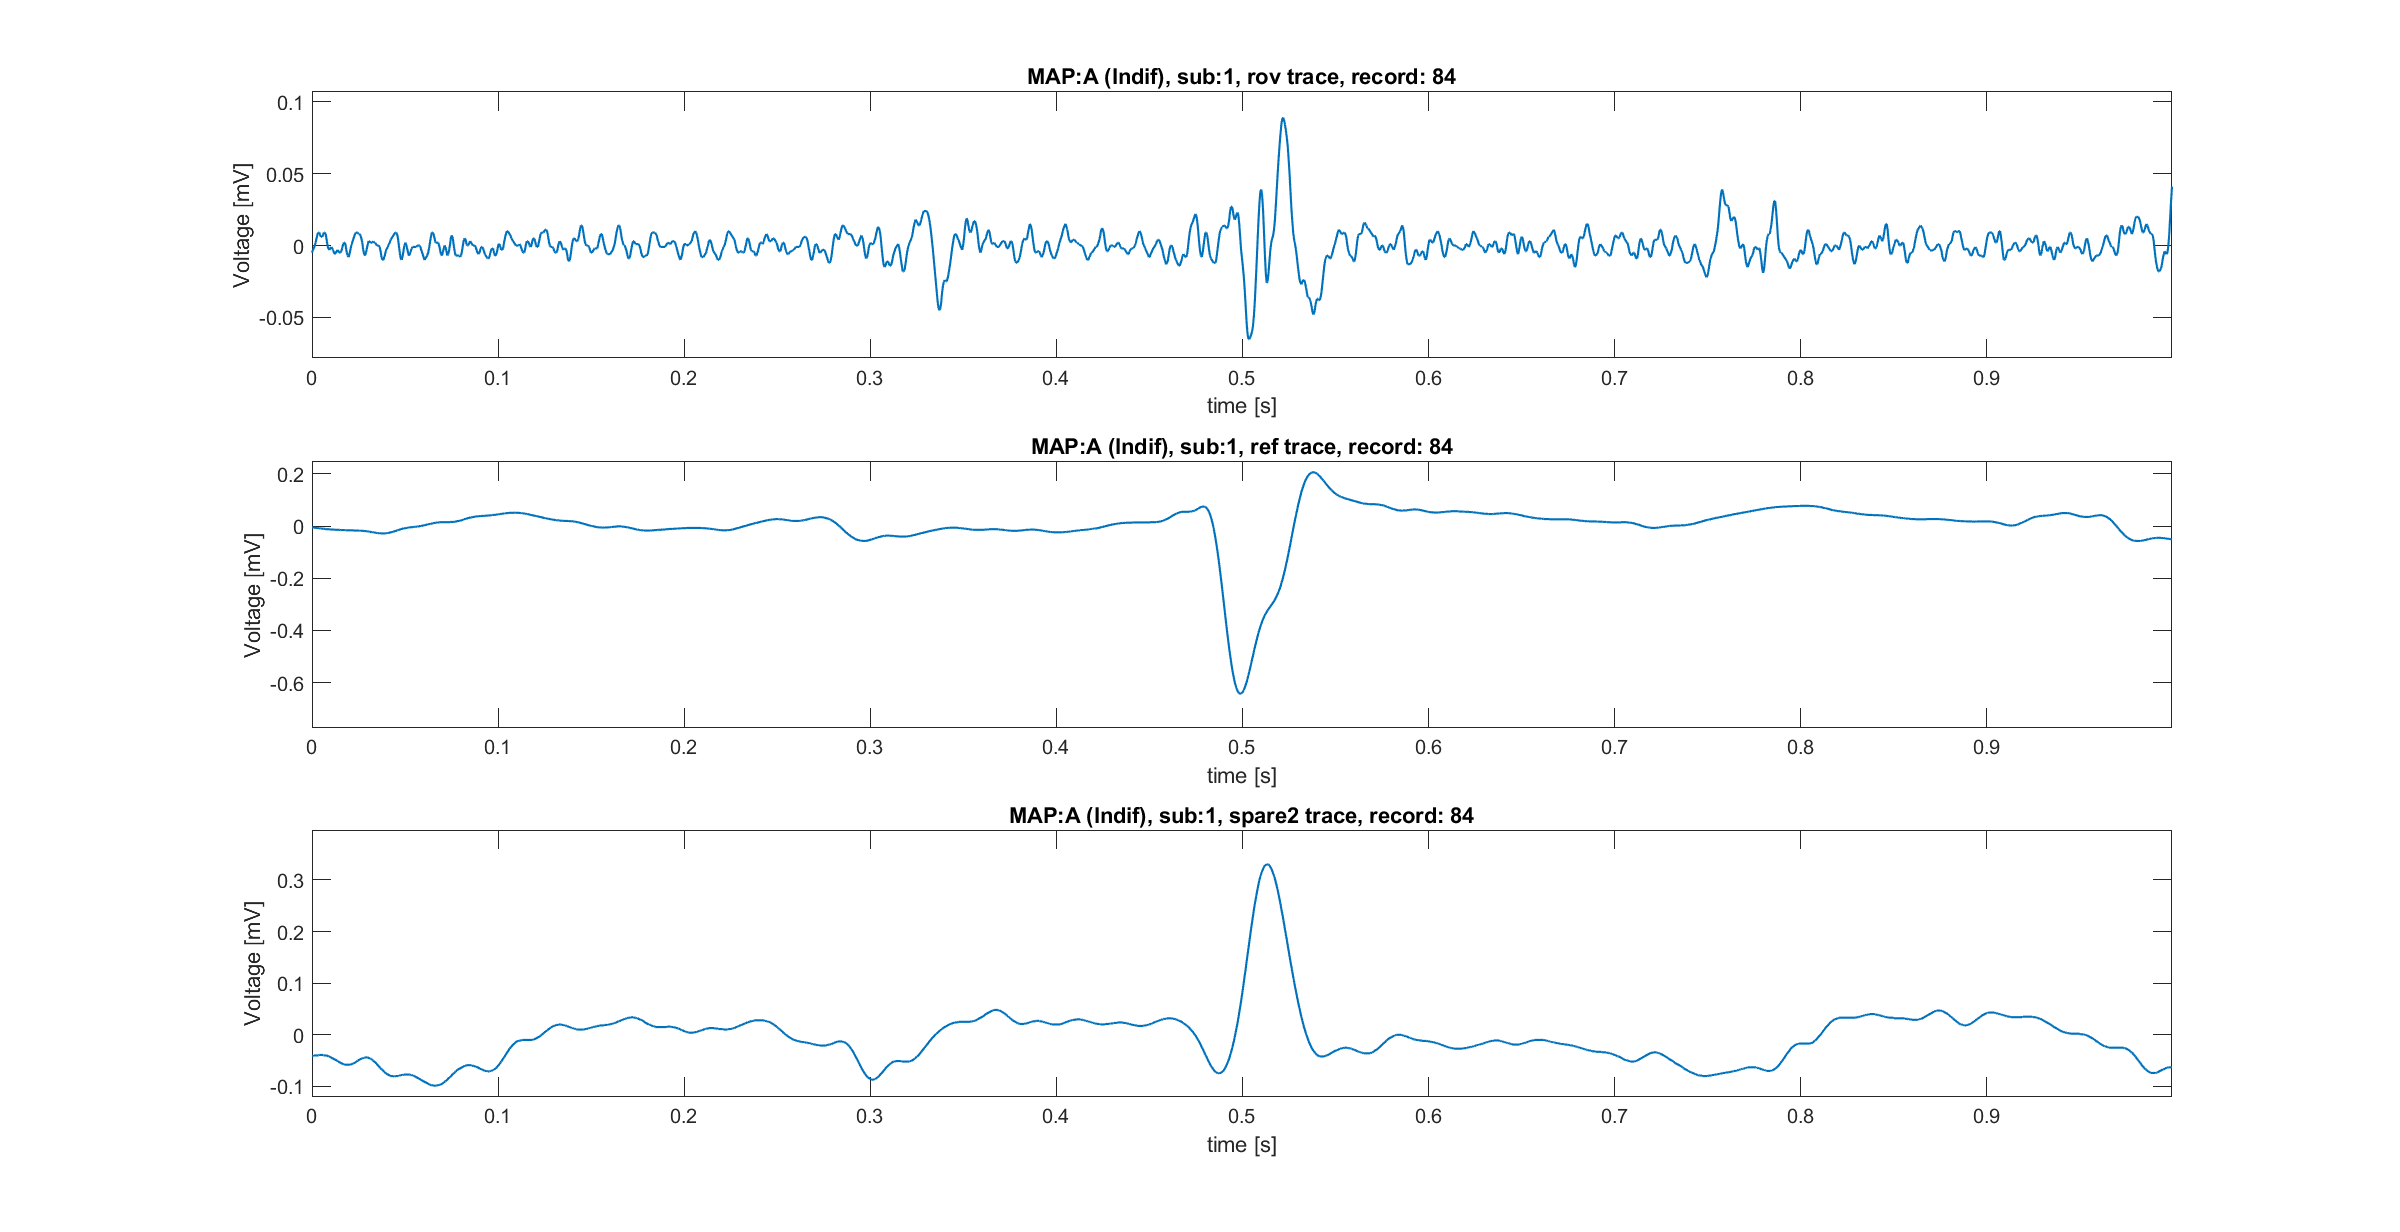 MAP:A (Indif), sub:1, rov trace, record: 84
0.1
0.05
0
-0.05
Voltage [mV]
0 0.1 0.2 0.3 0.4 0.5 0.6 0.7 0.8 0.9
time [s]
MAP:A (Indif), sub:1, ref trace, record: 84
0.2
0
-0.2
-0.4
-0.6
Voltage [mV]
0 0.1 0.2 0.3 0.4 0.5 0.6 0.7 0.8 0.9
time [s]
MAP:A (Indif), sub:1, spare2 trace, record: 84
0.3
0.2
0.1
0
-0.1
Voltage [mV]
0 0.1 0.2 0.3 0.4 0.5 0.6 0.7 0.8 0.9
time [s]